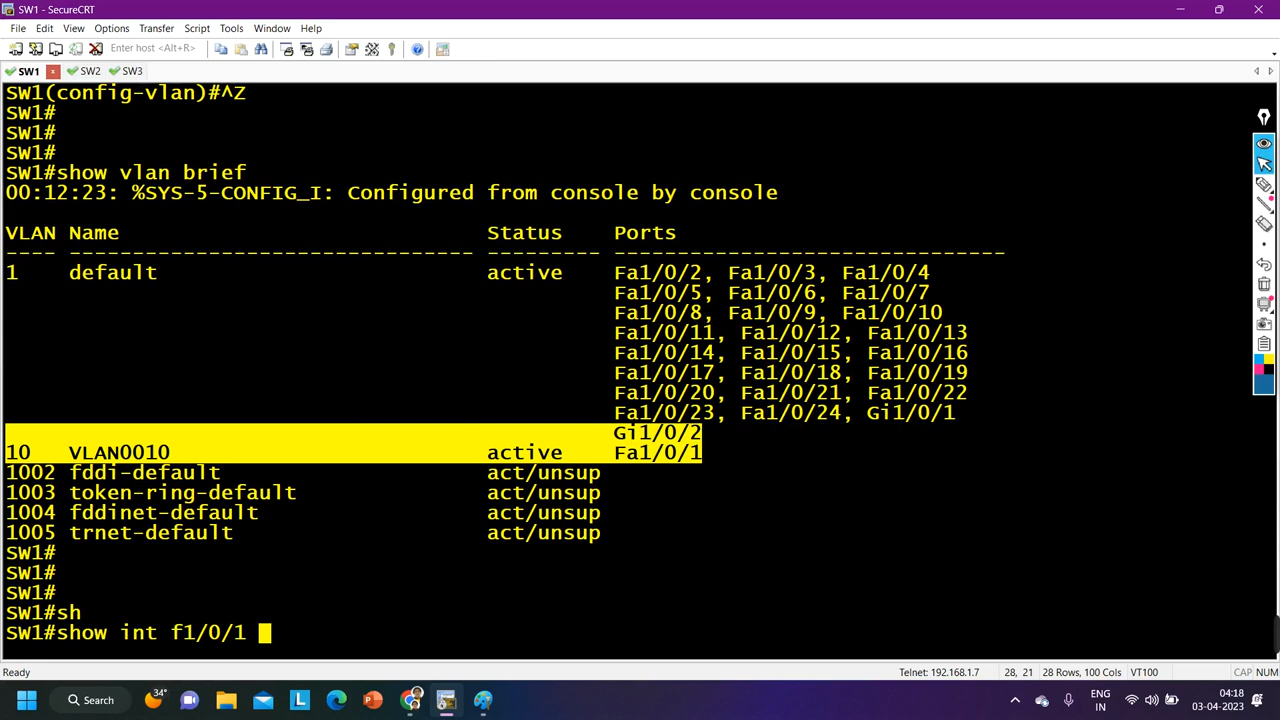 SW1 - SecureCRT
File Edit View Options Transfer Script Tools Window Help
Enter host <Alt+R>
SW1 x SW2 SW3
SW1(config-vlan)#^Z
SW1#
SW1#
SW1#
SW1#show vlan brief
00:12:23: %SYS-5-CONFIG_I: Configured from console by console
VLAN Name Status Ports
---- -------------------------------- --------- -------------------------------
1 default active Fa1/0/2, Fa1/0/3, Fa1/0/4
Fa1/0/5, Fa1/0/6, Fa1/0/7
Fa1/0/8, Fa1/0/9, Fa1/0/10
Fa1/0/11, Fa1/0/12, Fa1/0/13
Fa1/0/14, Fa1/0/15, Fa1/0/16
Fa1/0/17, Fa1/0/18, Fa1/0/19
Fa1/0/20, Fa1/0/21, Fa1/0/22
Fa1/0/23, Fa1/0/24, Gi1/0/1
Gi1/0/2
10 VLAN0010 active Fa1/0/1
1002 fddi-default act/unsup
1003 token-ring-default act/unsup
1004 fddinet-default act/unsup
1005 trnet-default act/unsup
SW1#
SW1#
SW1#
SW1#sh
SW1#show int f1/0/1
Ready Telnet: 192.168.1.7 28, 21 28 Rows, 100 Cols VT100 CAP NUM
Search 34° L ENG IN 04:18 03-04-2023